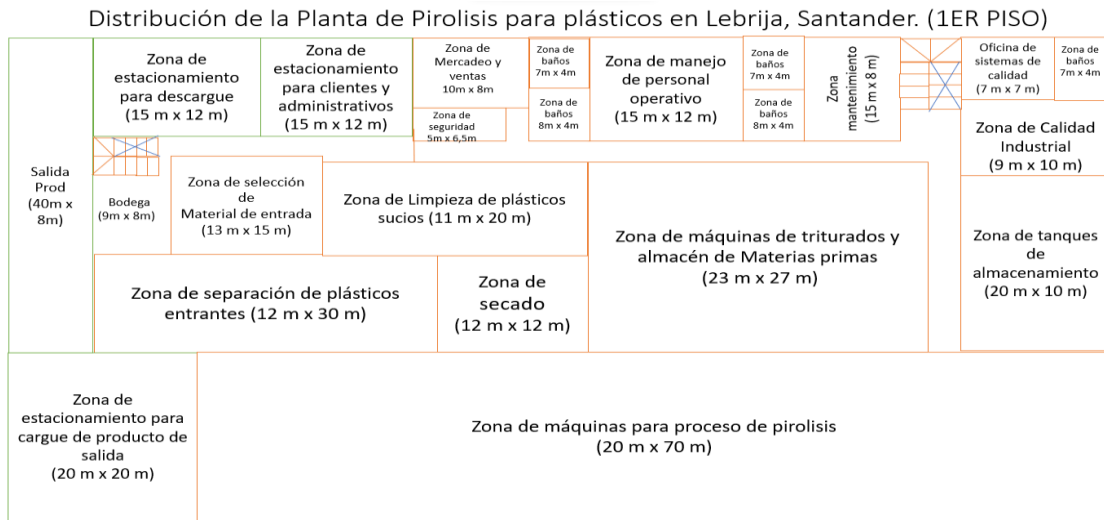 Distribución de la Planta de Pirolisis para plásticos en Lebrija, Santander. (1ER PISO)
Zona de
estacionamiento
para descargue
(15 m x 12 m)
Zona de
estacionamiento
para clientes y
administrativos
(15 m x 12 m)
Zona de
Mercadeo y
ventas
10m x 8m
Zona de
seguridad
5m x 6,5m
Zona de
baños
7m x 4m
Zona de
baños
8m x 4m
Zona de manejo
de personal
operativo
(15 m x 12 m)
Zona de
baños
7m x 4m
Zona de
baños
8m x 4m
Zona
mantenimiento
(15 m x 8 m)
Oficina de
sistemas de
calidad
(7 m x 7 m)
Zona de
baños
7m x 4m
Zona de Calidad
Industrial
(9 m x 10 m)
Salida
Prod
(40m x
8m)
Bodega
(9m x 8m)
Zona de selección
de
Material de entrada
(13 m x 15 m)
Zona de Limpieza de plásticos
sucios (11 m x 20 m)
Zona de máquinas de triturados y
almacén de Materias primas
(23 m x 27 m)
Zona de tanques
de
almacenamiento
(20 m x 10 m)
Zona de separación de plásticos
entrantes (12 m x 30 m)
Zona de
secado
(12 m x 12 m)
Zona de
estacionamiento para
cargue de producto de
salida
(20 m x 20 m)
Zona de máquinas para proceso de pirolisis
(20 m x 70 m)